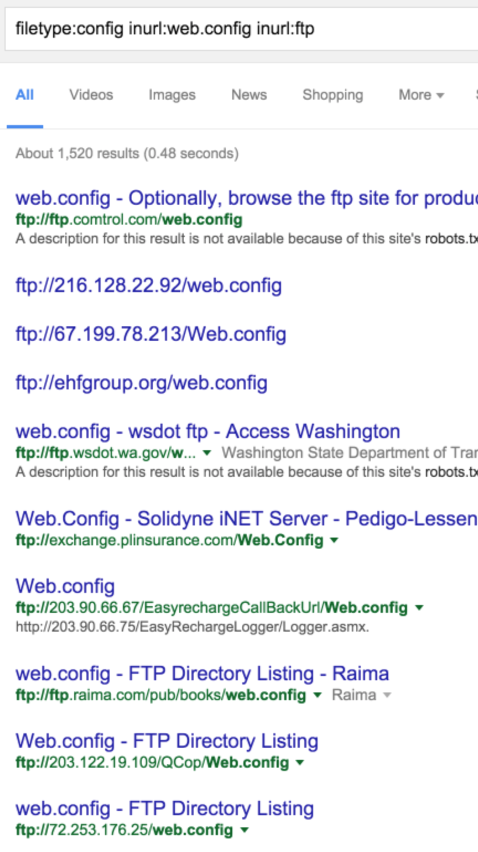 filetype:config inurl:web.config inurl:ftp
All Videos Images News Shopping More
About 1,520 results (0.48 seconds)
web.config - Optionally, browse the ftp site for produ
ftp://ftp.comtrol.com/web.config
A description for this result is not available because of this site's robots.tx
ftp://216.128.22.92/web.config
ftp://67.199.78.213/Web.config
ftp://ehfgroup.org/web.config
web.config - wsdot ftp - Access Washington
ftp://ftp.wsdot.wa.gov/w... Washington State Department of Tran
A description for this result is not available because of this site's robots.tx
Web.Config - Solidyne iNET Server - Pedigo-Lessen
ftp://exchange.plinsurance.com/Web.Config
Web.config
ftp://203.90.66.67/EasyrechargeCallBackUrl/Web.config
http://203.90.66.75/EasyRechargeLogger/Logger.asmx.
web.config - FTP Directory Listing - Raima
ftp://ftp.raima.com/pub/books/web.config Raima
Web.config - FTP Directory Listing
ftp://203.122.19.109/QCop/Web.config
web.config - FTP Directory Listing
ftp://72.253.176.25/web.config